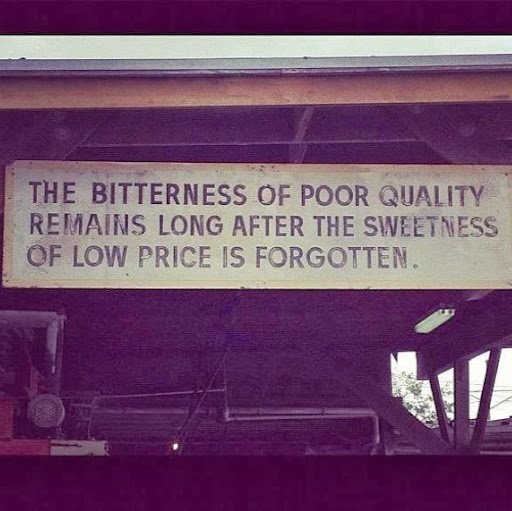 THE BITTERNESS OF POOR QUALITY
REMAINS LONG AFTER THE SWEETNESS
OF LOW PRICE IS FORGOTTEN.